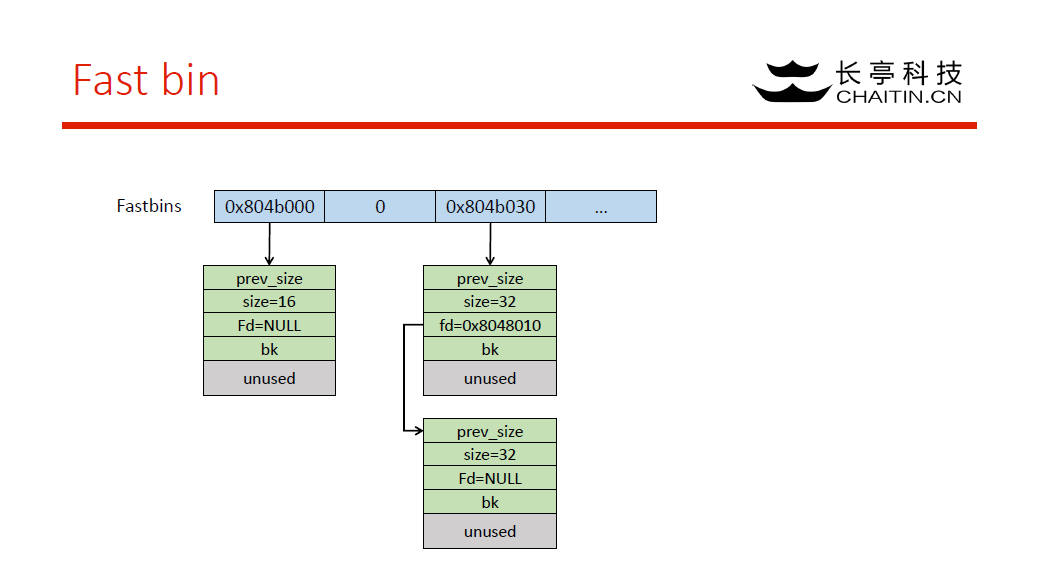 Fast bin
长亭科技
CHAITIN.CN
Fastbins
0x804b000
0
0x804b030
...
prev_size
size=16
Fd=NULL
bk
unused
prev_size
size=32
fd=0x8048010
bk
unused
prev_size
size=32
Fd=NULL
bk
unused